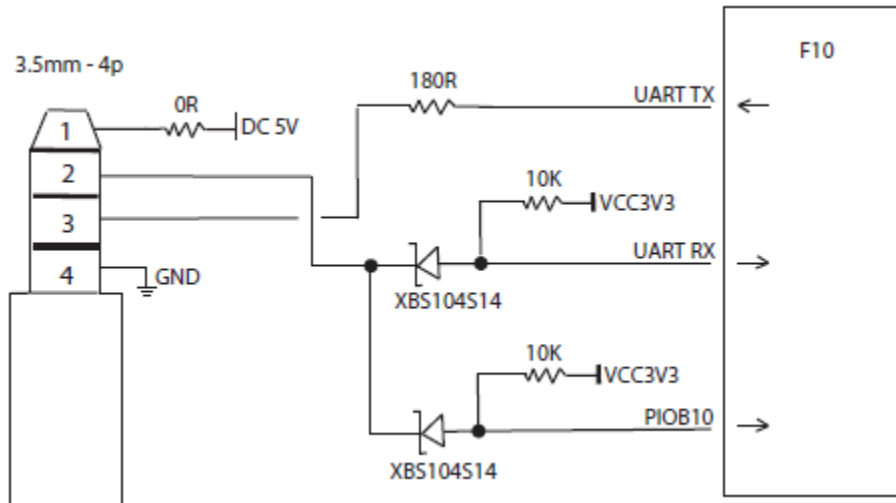 3.5mm - 4p
F10
180R
0R
UART TX
DC 5V
1
2
10K
VCC3V3
3
UART RX
4
GND
XBS104S14
10K
VCC3V3
PIOB10
XBS104S14